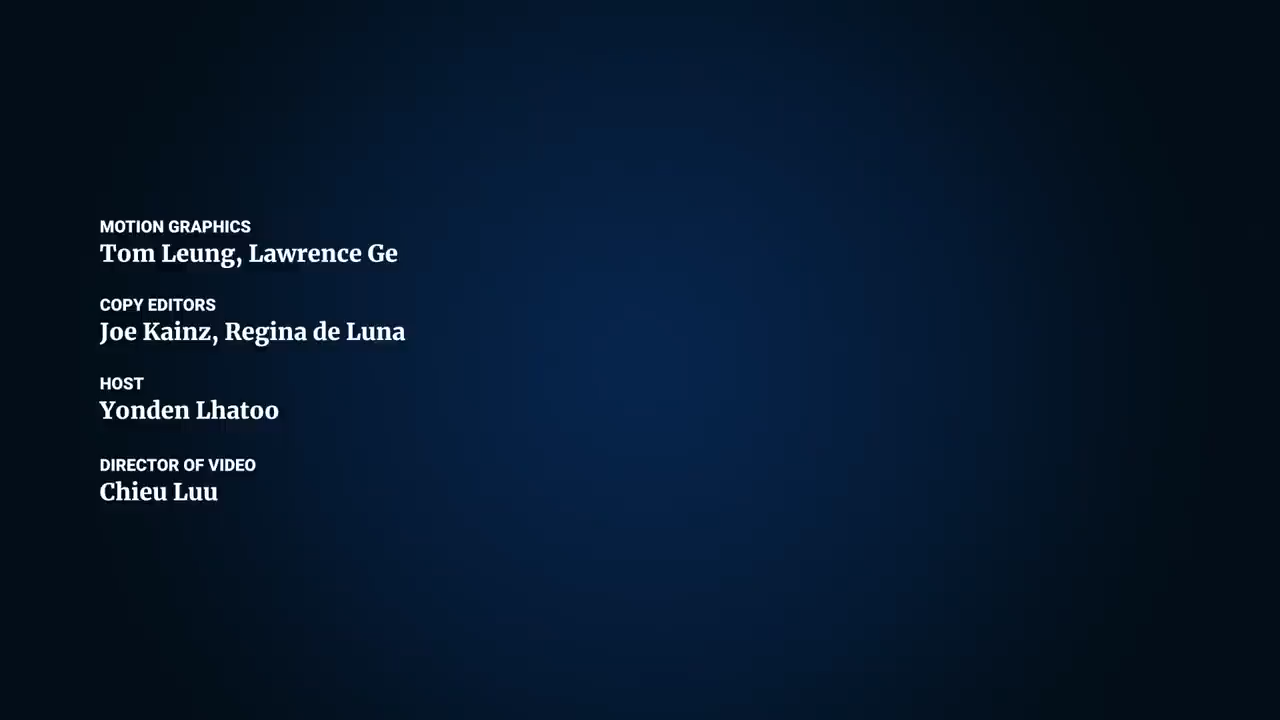 MOTION GRAPHICS
Tom Leung, Lawrence Ge
COPY EDITORS
Joe Kainz, Regina de Luna
HOST
Yonden Lhatoo
DIRECTOR OF VIDEO
Chieu Luu